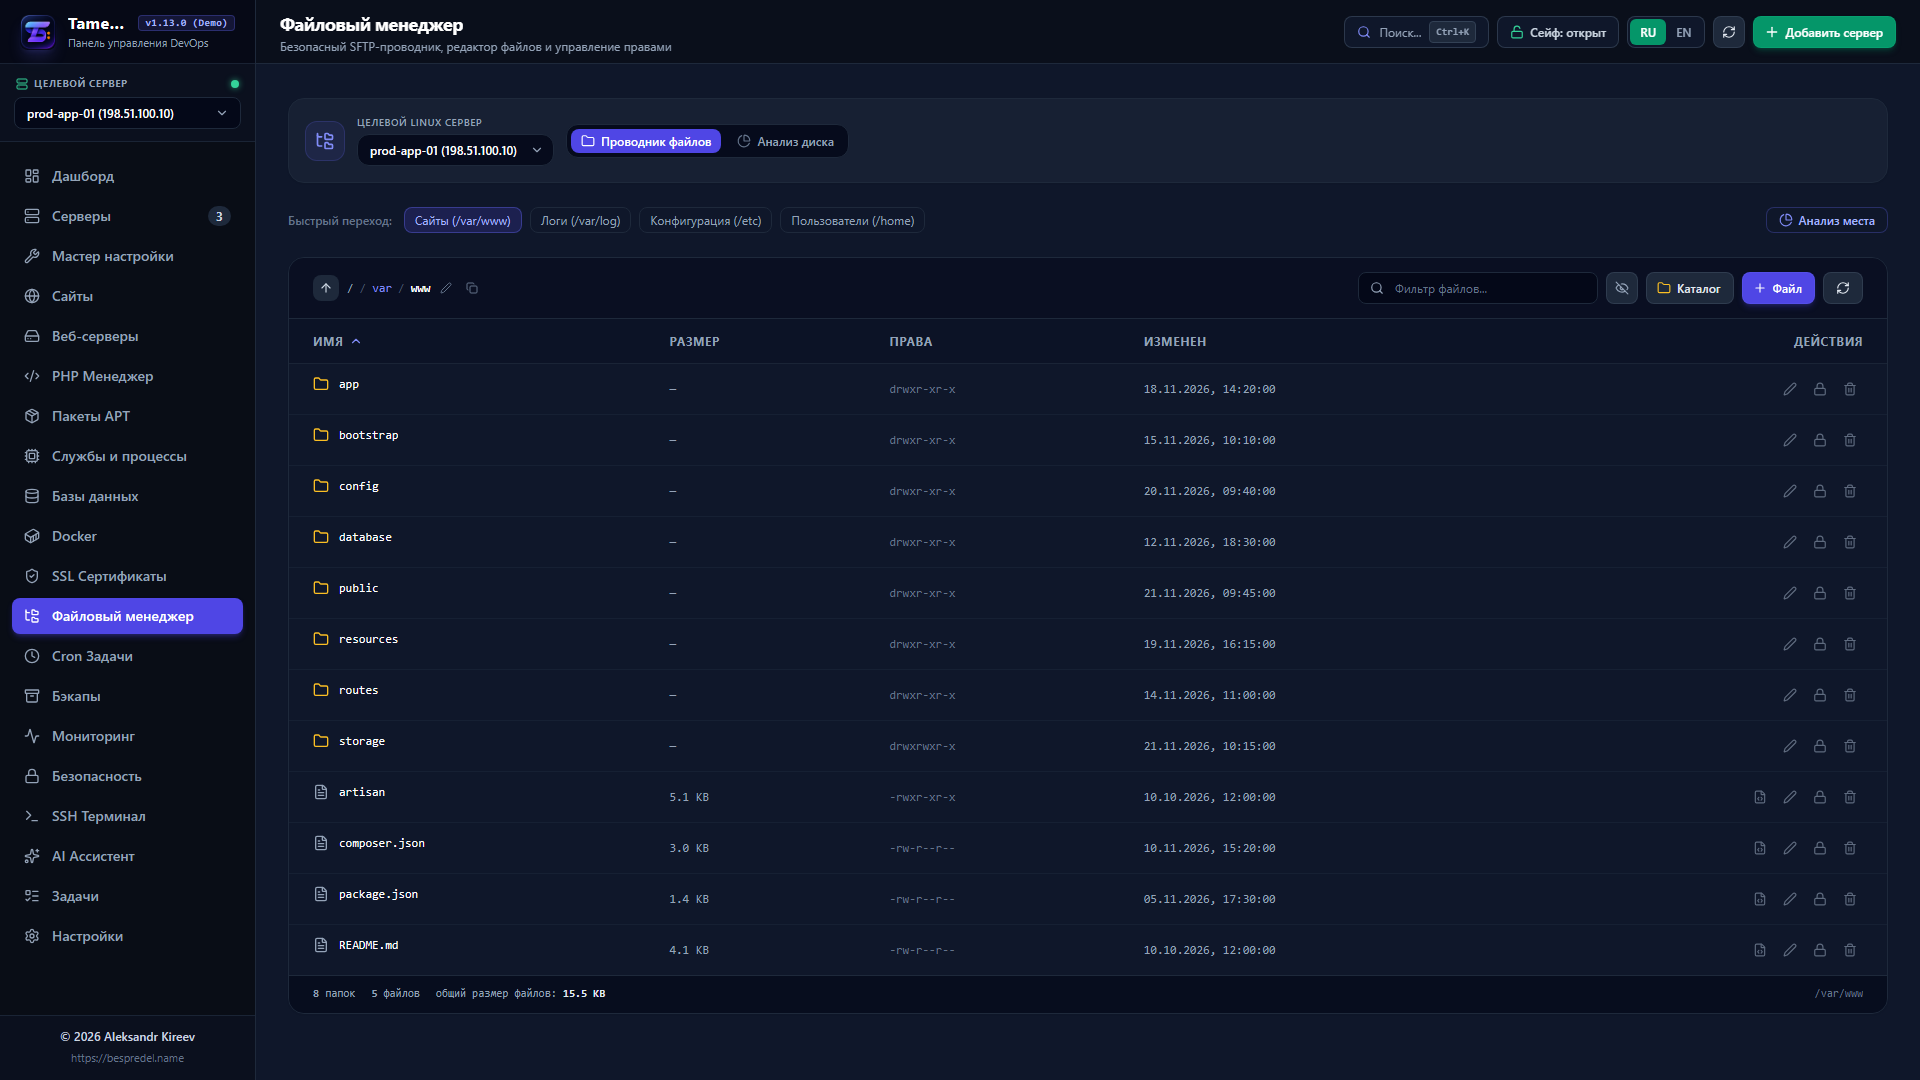 Tame... v1.13.0 (Demo)
Панель управления DevOps
ЦЕЛЕВОЙ СЕРВЕР
prod-app-01 (198.51.100.10)
Дашборд
Серверы 3
Мастер настройки
Сайты
Веб-серверы
PHP Менеджер
Пакеты APT
Службы и процессы
Базы данных
Docker
SSL Сертификаты
Файловый менеджер
Cron Задачи
Бэкапы
Мониторинг
Безопасность
SSH Терминал
AI Ассистент
Задачи
Настройки
© 2026 Aleksandr Kireev
https://bespredel.name
Файловый менеджер
Безопасный SFTP-проводник, редактор файлов и управление правами
Поиск... Ctrl+K Сейф: открыт RU EN Добавить сервер
ЦЕЛЕВОЙ LINUX СЕРВЕР
prod-app-01 (198.51.100.10) Проводник файлов Анализ диска
Быстрый переход: Сайты (/var/www) Логи (/var/log) Конфигурация (/etc) Пользователи (/home) Анализ места
/ / var / www Фильтр файлов... Каталог Файл
ИМЯ РАЗМЕР ПРАВА ИЗМЕНЕН ДЕЙСТВИЯ
app — drwxr-xr-x 18.11.2026, 14:20:00
bootstrap — drwxr-xr-x 15.11.2026, 10:10:00
config — drwxr-xr-x 20.11.2026, 09:40:00
database — drwxr-xr-x 12.11.2026, 18:30:00
public — drwxr-xr-x 21.11.2026, 09:45:00
resources — drwxr-xr-x 19.11.2026, 16:15:00
routes — drwxr-xr-x 14.11.2026, 11:00:00
storage — drwxrwxr-x 21.11.2026, 10:15:00
artisan 5.1 KB -rwxr-xr-x 10.10.2026, 12:00:00
composer.json 3.0 KB -rw-r--r-- 10.11.2026, 15:20:00
package.json 1.4 KB -rw-r--r-- 05.11.2026, 17:30:00
README.md 4.1 KB -rw-r--r-- 10.10.2026, 12:00:00
8 папок 5 файлов общий размер файлов: 15.5 KB /var/www